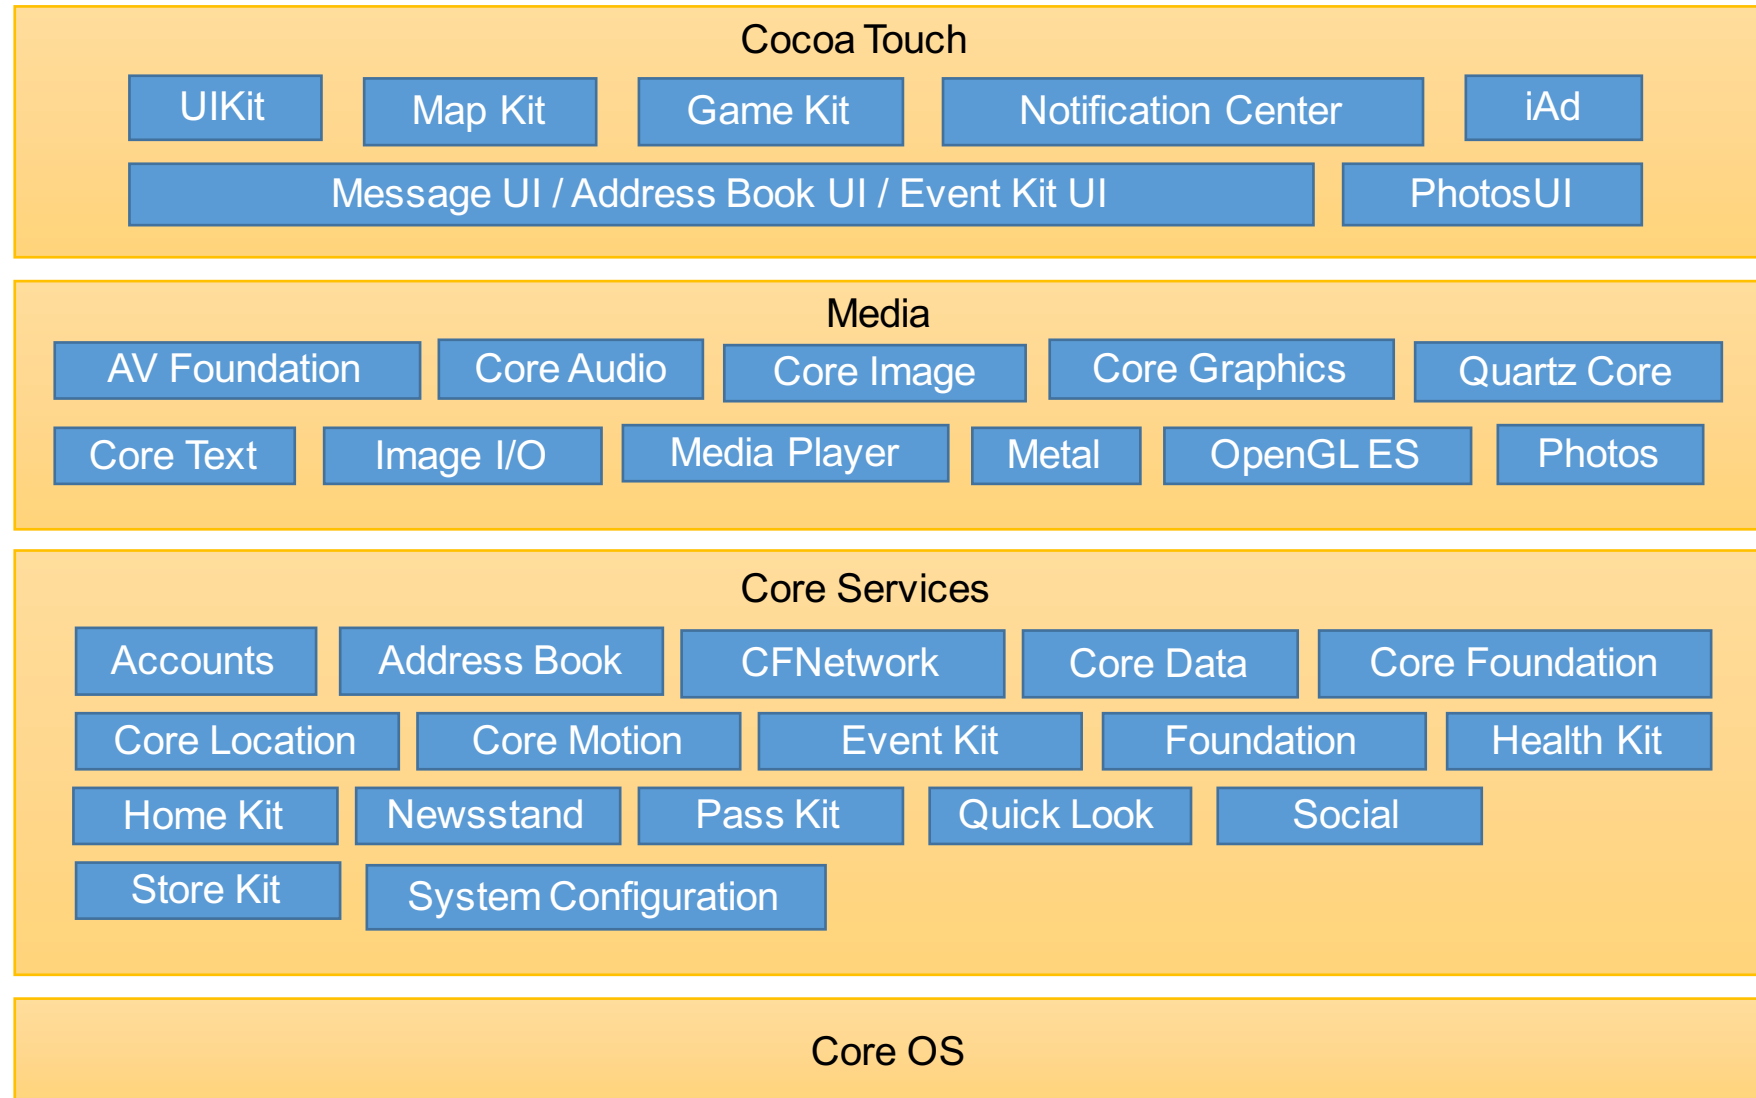 Cocoa Touch
UIKit
Map Kit
Game Kit
Notification Center
iAd
Message UI / Address Book UI / Event Kit UI
PhotosUI
Media
AV Foundation
Core Audio
Core Image
Core Graphics
Quartz Core
Core Text
Image I/O
Media Player
Metal
OpenGL ES
Photos
Core Services
Accounts
Address Book
CFNetwork
Core Data
Core Foundation
Core Location
Core Motion
Event Kit
Foundation
Health Kit
Home Kit
Newsstand
Pass Kit
Quick Look
Social
Store Kit
System Configuration
Core OS